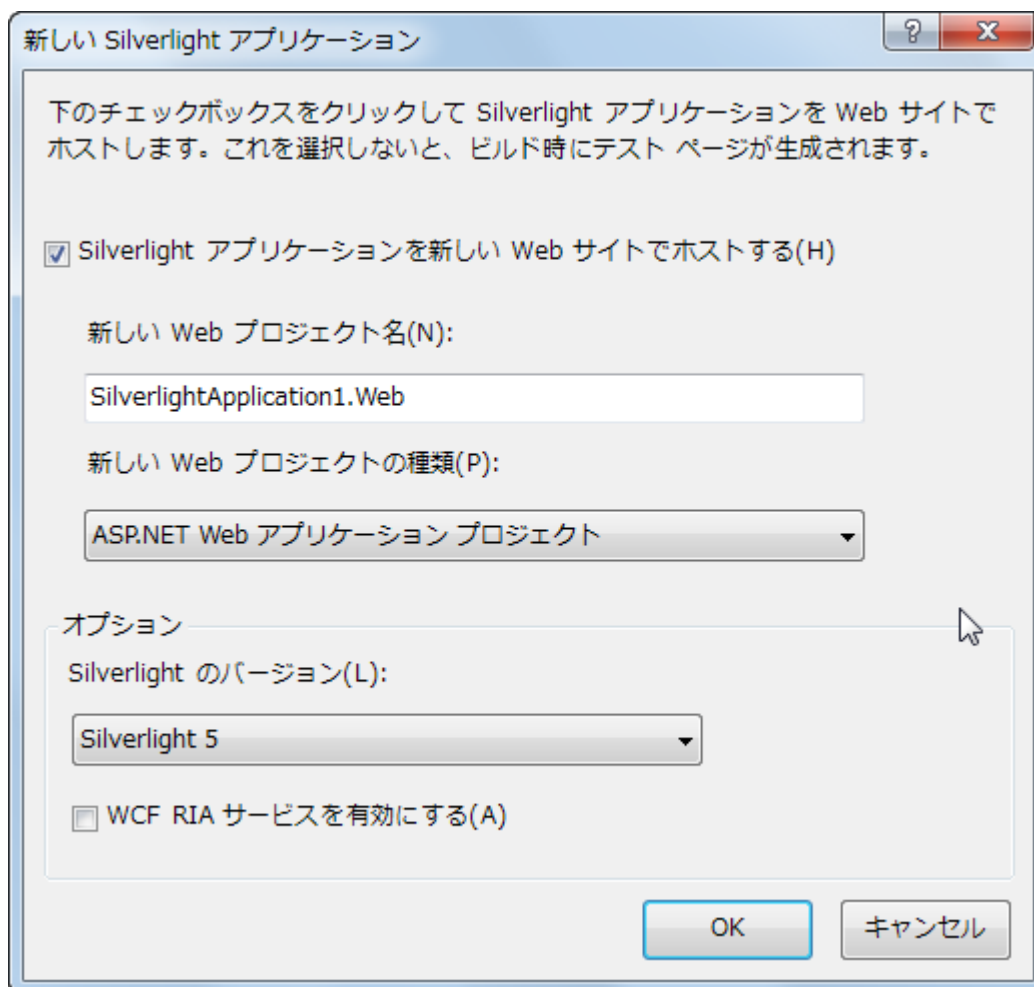 新しい Silverlight アプリケーション
下のチェックボックスをクリックして Silverlight アプリケーションを Web サイトで
ホストします。これを選択しないと、ビルド時にテスト ページが生成されます。
Silverlight アプリケーションを新しい Web サイトでホストする(H)
新しい Web プロジェクト名(N):
SilverlightApplication1.Web
新しい Web プロジェクトの種類(P):
ASP.NET Web アプリケーション プロジェクト
オプション
Silverlight のバージョン(L):
Silverlight 5
WCF RIA サービスを有効にする(A)
OK
キャンセル